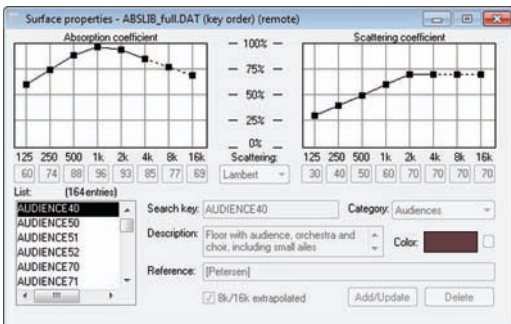 Surface properties - ABSLIB_full.DAT (key order) (remote)
Absorption coefficient
Scattering coefficient
100%
75%
50%
25%
0%
125 250 500 1k 2k 4k 8k 16k
Scattering:
125 250 500 1k 2k 4k 8k 16k
60 74 88 96 93 85 77 69
Lambert
30 40 50 60 70 70 70 70
List: (164 entries)
AUDIENCE40
AUDIENCE50
AUDIENCE51
AUDIENCE52
AUDIENCE70
AUDIENCE71
Search key: AUDIENCE40
Category: Audiences
Description: Floor with audience, orchestra and
choir, including small ailes
Color:
Reference: [Petersen]
8k/16k extrapolated
Add/Update
Delete